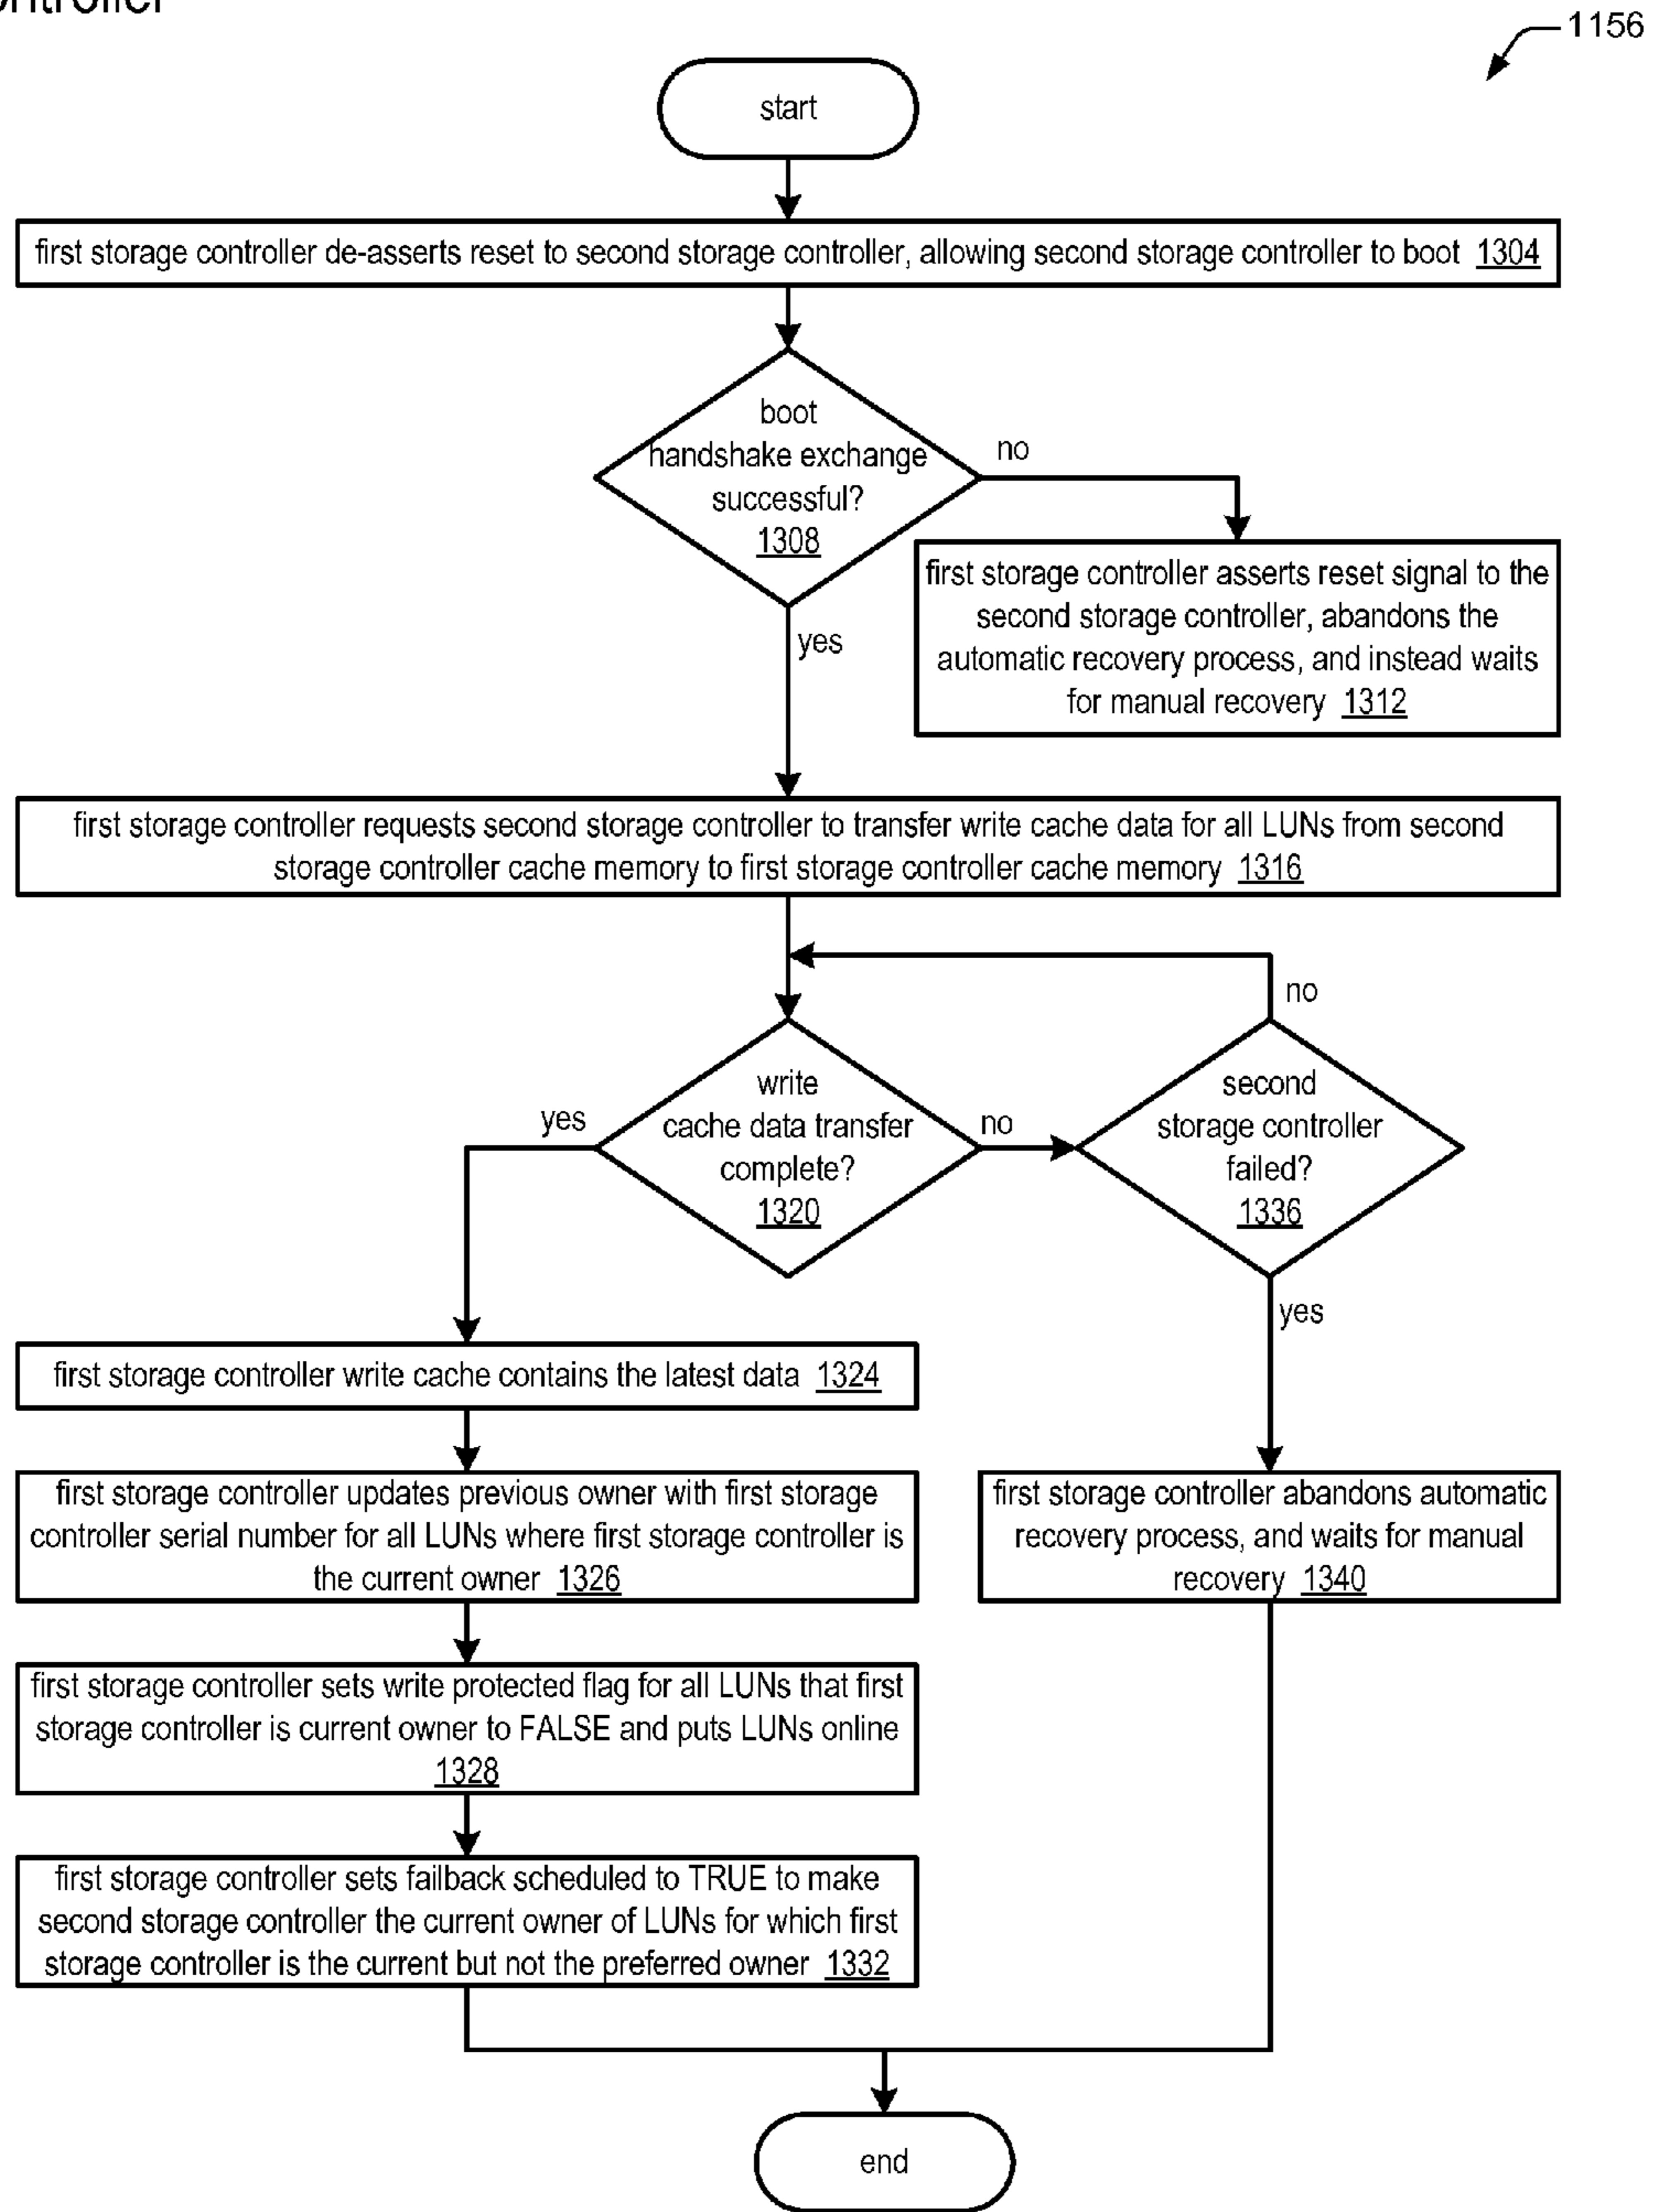 1156
start
first storage controller de-asserts reset to second storage controller, allowing second storage controller to boot 1304
boot
handshake exchange
successful?
1308
no
first storage controller asserts reset signal to the
second storage controller, abandons the
automatic recovery process, and instead waits
for manual recovery 1312
yes
first storage controller requests second storage controller to transfer write cache data for all LUNs from second
storage controller cache memory to first storage controller cache memory 1316
no
write
cache data transfer
complete?
1320
yes
no
second
storage controller
failed?
1336
yes
first storage controller write cache contains the latest data 1324
first storage controller updates previous owner with first storage
controller serial number for all LUNs where first storage controller is
the current owner 1326
first storage controller abandons automatic
recovery process, and waits for manual
recovery 1340
first storage controller sets write protected flag for all LUNs that first
storage controller is current owner to FALSE and puts LUNs online
1328
first storage controller sets failback scheduled to TRUE to make
second storage controller the current owner of LUNs for which first
storage controller is the current but not the preferred owner 1332
end